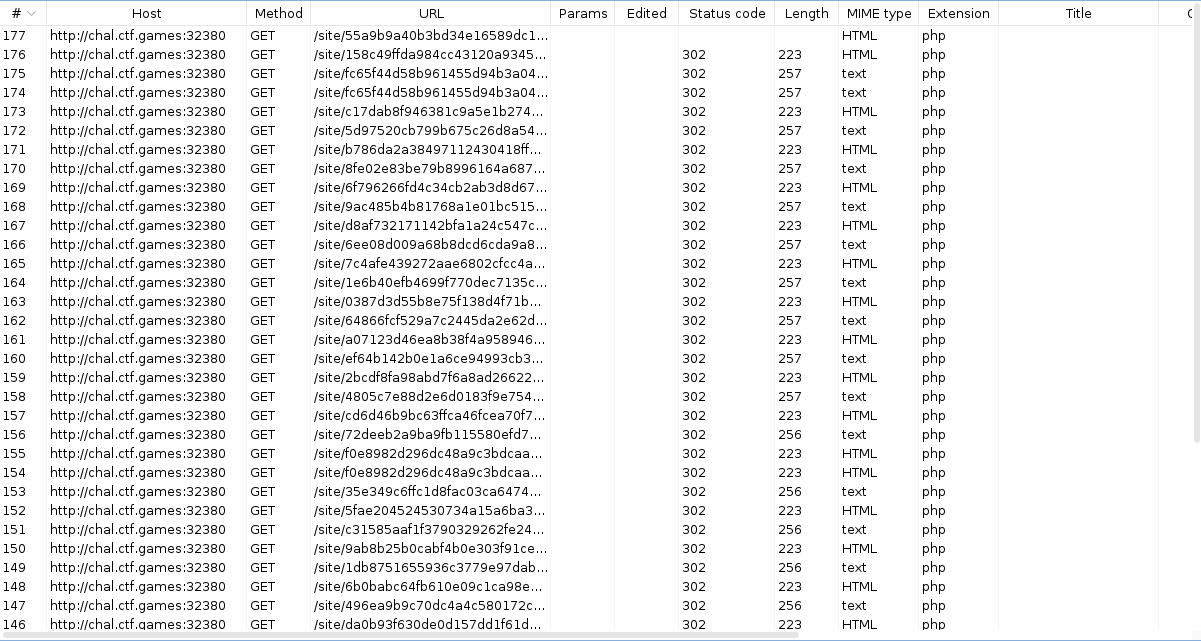 # Host Method URL Params Edited Status code Length MIME type Extension Title
177 http://chal.ctf.games:32380 GET /site/55a9b9a40b3bd34e16589dc1... HTML php
176 http://chal.ctf.games:32380 GET /site/158c49ffda984cc43120a9345... 302 223 HTML php
175 http://chal.ctf.games:32380 GET /site/fc65f44d58b961455d94b3a04... 302 257 text php
174 http://chal.ctf.games:32380 GET /site/fc65f44d58b961455d94b3a04... 302 257 text php
173 http://chal.ctf.games:32380 GET /site/c17dab8f946381c9a5e1b274... 302 223 HTML php
172 http://chal.ctf.games:32380 GET /site/5d97520cb799b675c26d8a54... 302 257 text php
171 http://chal.ctf.games:32380 GET /site/b786da2a38497112430418ff... 302 223 HTML php
170 http://chal.ctf.games:32380 GET /site/8fe02e83be79b8996164a687... 302 257 text php
169 http://chal.ctf.games:32380 GET /site/6f796266fd4c34cb2ab3d8d67... 302 223 HTML php
168 http://chal.ctf.games:32380 GET /site/9ac485b4b81768a1e01bc515... 302 257 text php
167 http://chal.ctf.games:32380 GET /site/d8af732171142bfa1a24c547c... 302 223 HTML php
166 http://chal.ctf.games:32380 GET /site/6ee08d009a68b8dcd6cda9a8... 302 257 text php
165 http://chal.ctf.games:32380 GET /site/7c4afe439272aae6802cfcc4a... 302 223 HTML php
164 http://chal.ctf.games:32380 GET /site/1e6b40efb4699f770dec7135c... 302 257 text php
163 http://chal.ctf.games:32380 GET /site/0387d3d55b8e75f138d4f71b... 302 223 HTML php
162 http://chal.ctf.games:32380 GET /site/64866fcf529a7c2445da2e62d... 302 257 text php
161 http://chal.ctf.games:32380 GET /site/a07123d46ea8b38f4a958946... 302 223 HTML php
160 http://chal.ctf.games:32380 GET /site/ef64b142b0e1a6ce94993cb3... 302 257 text php
159 http://chal.ctf.games:32380 GET /site/2bcdf8fa98abd7f6a8ad26622... 302 223 HTML php
158 http://chal.ctf.games:32380 GET /site/4805c7e88d2e6d0183f9e754... 302 257 text php
157 http://chal.ctf.games:32380 GET /site/cd6d46b9bc63ffca46fcea70f7... 302 223 HTML php
156 http://chal.ctf.games:32380 GET /site/72deeb2a9ba9fb115580efd7... 302 256 text php
155 http://chal.ctf.games:32380 GET /site/f0e8982d296dc48a9c3bdcaa... 302 223 HTML php
154 http://chal.ctf.games:32380 GET /site/f0e8982d296dc48a9c3bdcaa... 302 223 HTML php
153 http://chal.ctf.games:32380 GET /site/35e349c6ffc1d8fac03ca6474... 302 256 text php
152 http://chal.ctf.games:32380 GET /site/5fae204524530734a15a6ba3... 302 223 HTML php
151 http://chal.ctf.games:32380 GET /site/c31585aaf1f3790329262fe24... 302 256 text php
150 http://chal.ctf.games:32380 GET /site/9ab8b25b0cabf4b0e303f91ce... 302 223 HTML php
149 http://chal.ctf.games:32380 GET /site/1db8751655936c3779e97dab... 302 256 text php
148 http://chal.ctf.games:32380 GET /site/6b0babc64fb610e09c1ca98e... 302 223 HTML php
147 http://chal.ctf.games:32380 GET /site/496ea9b9c70dc4a4c580172c... 302 256 text php
146 http://chal.ctf.games:32380 GET /site/da0b93f630de0d157dd1f61d... 302 223 HTML php